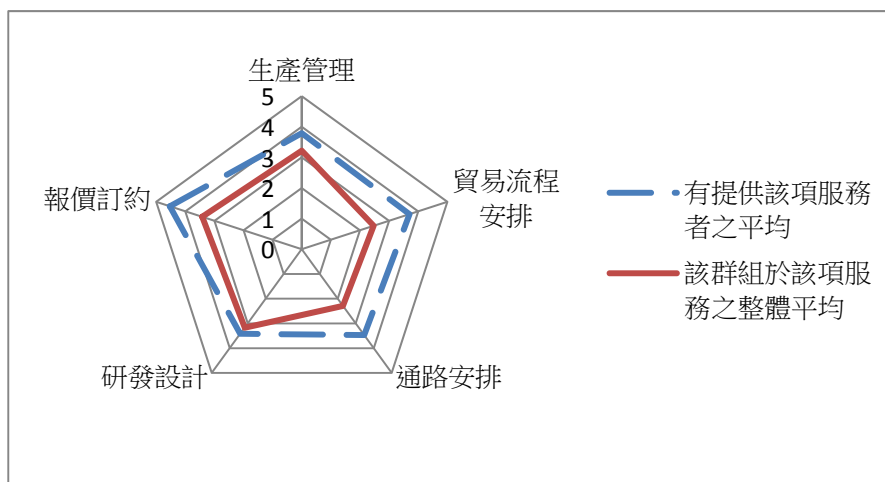 生產管理
5
4
3
2
1
0
貿易流程
安排
通路安排
研發設計
報價訂約
有提供該項服務
者之平均
該群組於該項服
務之整體平均